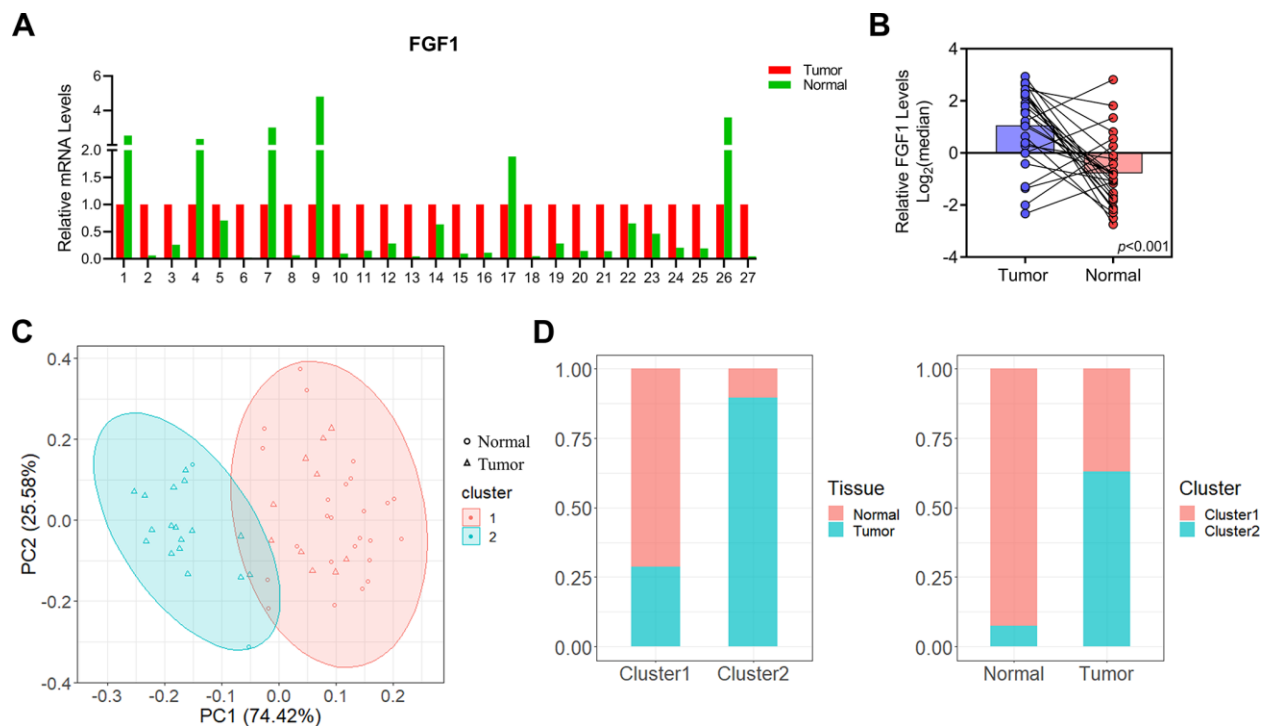 A
FGF1
Relative mRNA Levels
6
4
2.0
1.5
1.0
0.5
0.0
1 2 3 4 5 6 7 8 9 10 11 12 13 14 15 16 17 18 19 20 21 22 23 24 25 26 27
Tumor
Normal
B
Relative FGF1 Levels
Log2(median)
4
2
0
-2
-4
p<0.001
Tumor Normal
C
PC2 (25.58%)
0.4
0.2
0.0
-0.2
-0.4
-0.3 -0.2 -0.1 0.0 0.1 0.2
PC1 (74.42%)
Normal
Tumor
cluster
1
2
D
1.00
0.75
0.50
0.25
0.00
Cluster1 Cluster2
Tissue
Normal
Tumor
1.00
0.75
0.50
0.25
0.00
Normal Tumor
Cluster
Cluster1
Cluster2